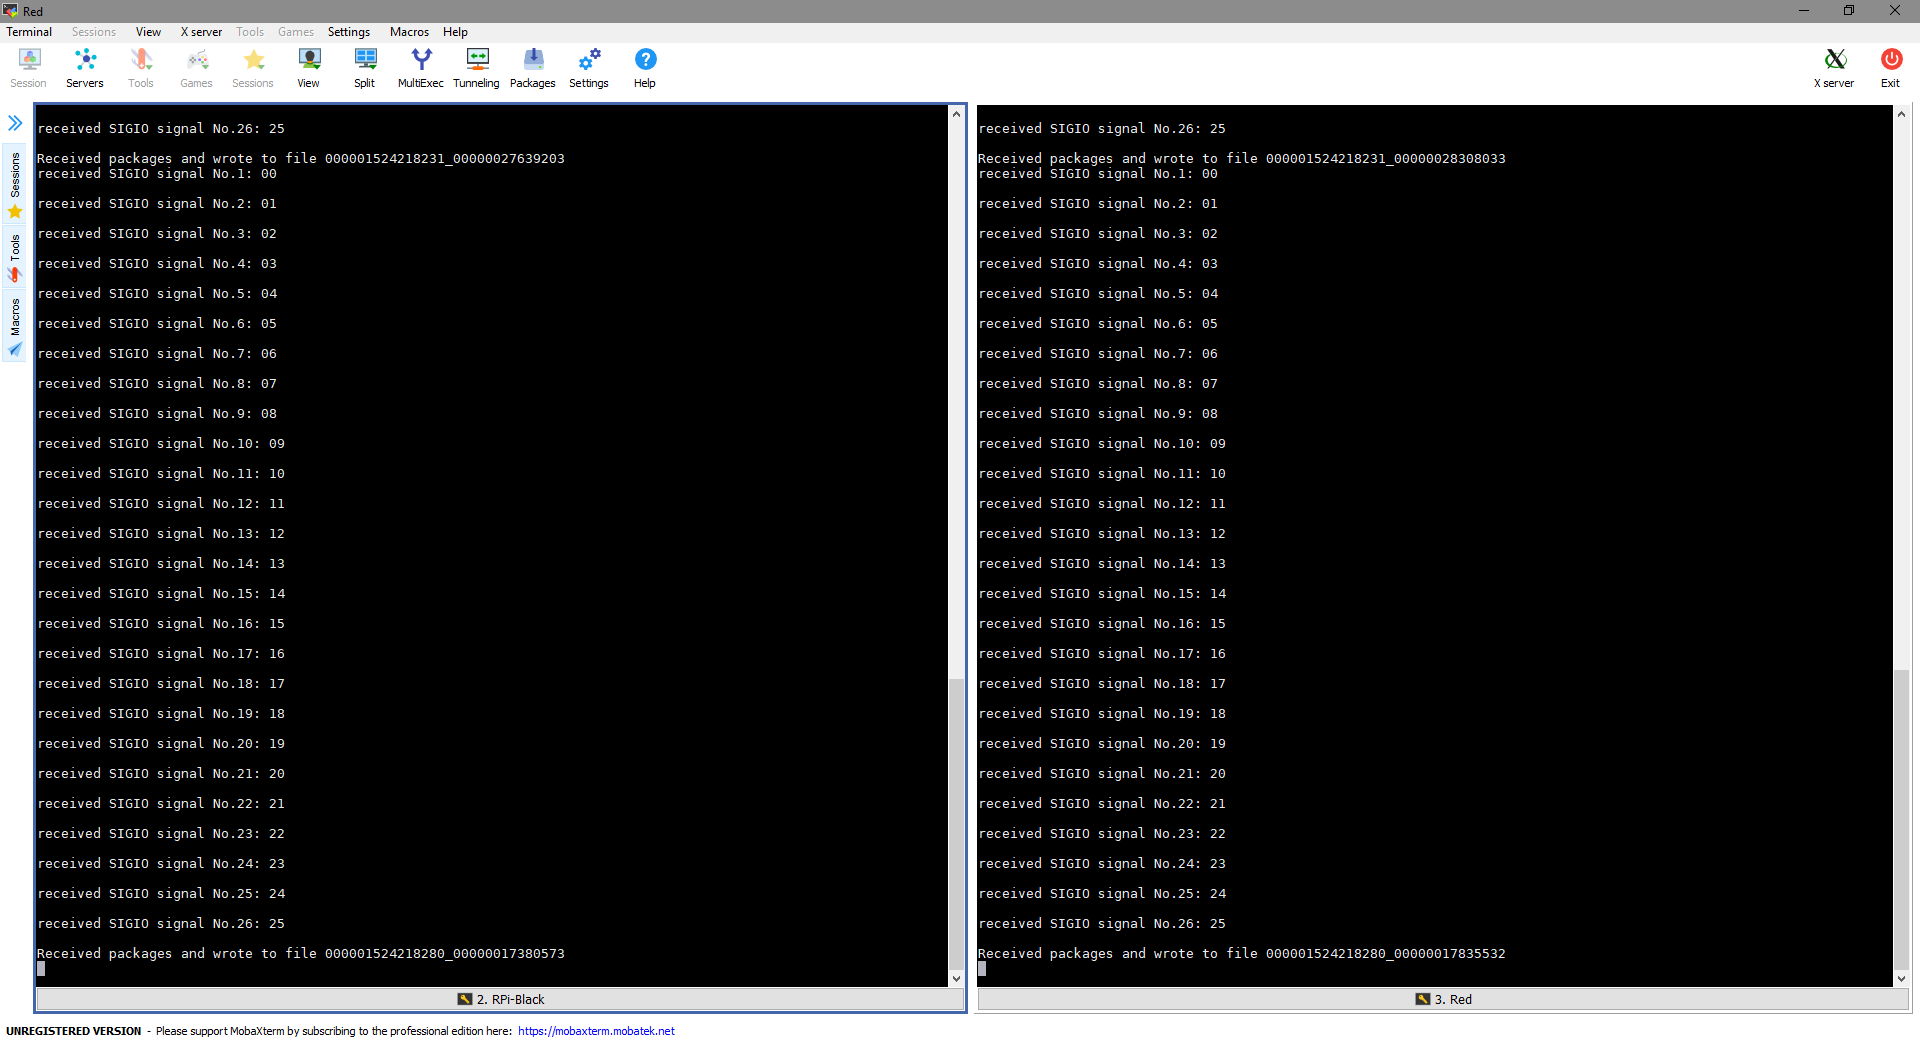 Red
Terminal Sessions View X server Tools Games Settings Macros Help
Session Servers Tools Games Sessions View Split MultiExec Tunneling Packages Settings Help X server Exit
Sessions
Tools
Macros
received SIGIO signal No.26: 25
Received packages and wrote to file 000001524218231_00000027639203
received SIGIO signal No.1: 00
received SIGIO signal No.2: 01
received SIGIO signal No.3: 02
received SIGIO signal No.4: 03
received SIGIO signal No.5: 04
received SIGIO signal No.6: 05
received SIGIO signal No.7: 06
received SIGIO signal No.8: 07
received SIGIO signal No.9: 08
received SIGIO signal No.10: 09
received SIGIO signal No.11: 10
received SIGIO signal No.12: 11
received SIGIO signal No.13: 12
received SIGIO signal No.14: 13
received SIGIO signal No.15: 14
received SIGIO signal No.16: 15
received SIGIO signal No.17: 16
received SIGIO signal No.18: 17
received SIGIO signal No.19: 18
received SIGIO signal No.20: 19
received SIGIO signal No.21: 20
received SIGIO signal No.22: 21
received SIGIO signal No.23: 22
received SIGIO signal No.24: 23
received SIGIO signal No.25: 24
received SIGIO signal No.26: 25
Received packages and wrote to file 000001524218280_00000017380573
2. RPi-Black
received SIGIO signal No.26: 25
Received packages and wrote to file 000001524218231_00000028308033
received SIGIO signal No.1: 00
received SIGIO signal No.2: 01
received SIGIO signal No.3: 02
received SIGIO signal No.4: 03
received SIGIO signal No.5: 04
received SIGIO signal No.6: 05
received SIGIO signal No.7: 06
received SIGIO signal No.8: 07
received SIGIO signal No.9: 08
received SIGIO signal No.10: 09
received SIGIO signal No.11: 10
received SIGIO signal No.12: 11
received SIGIO signal No.13: 12
received SIGIO signal No.14: 13
received SIGIO signal No.15: 14
received SIGIO signal No.16: 15
received SIGIO signal No.17: 16
received SIGIO signal No.18: 17
received SIGIO signal No.19: 18
received SIGIO signal No.20: 19
received SIGIO signal No.21: 20
received SIGIO signal No.22: 21
received SIGIO signal No.23: 22
received SIGIO signal No.24: 23
received SIGIO signal No.25: 24
received SIGIO signal No.26: 25
Received packages and wrote to file 000001524218280_00000017835532
3. Red
UNREGISTERED VERSION - Please support MobaXterm by subscribing to the professional edition here: https://mobaxterm.mobatek.net